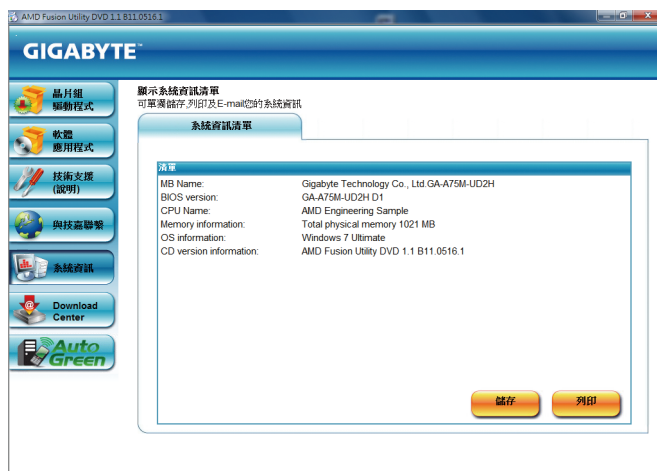 AMD Fusion Utility DVD 1.1 B11.0516.1
GIGABYTE™
晶片組
驅動程式
軟體
應用程式
技術支援
(說明)
與技嘉聯繫
系統資訊
Download
Center
Auto
Green
顯示系統資訊清單
可單獨儲存,列印及E-mail您的系統資訊
系統資訊清單
清單
MB Name: Gigabyte Technology Co., Ltd.GA-A75M-UD2H
BIOS version: GA-A75M-UD2H D1
CPU Name: AMD Engineering Sample
Memory information: Total physical memory 1021 MB
OS information: Windows 7 Ultimate
CD version information: AMD Fusion Utility DVD 1.1 B11.0516.1
儲存
列印